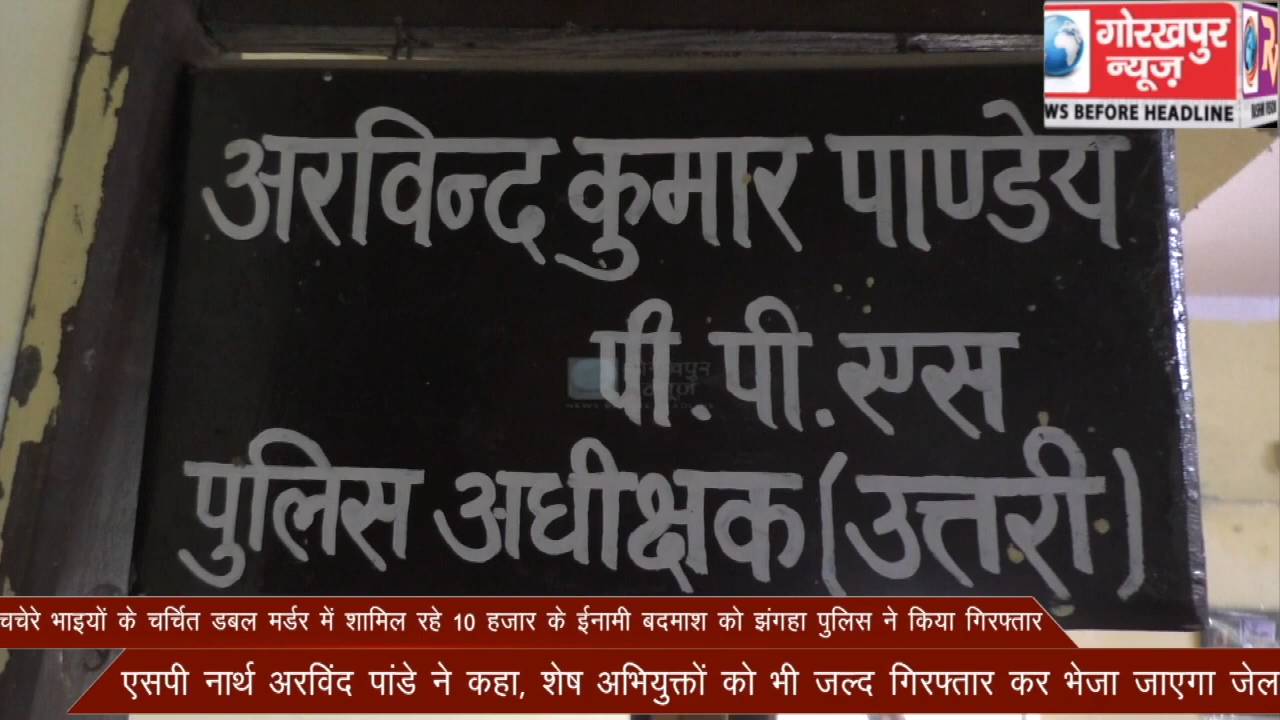 गोरखपुर
न्यूज़
WS BEFORE HEADLINE
अरविन्द कुमार पाण्डेय
पी.पी.एस
पुलिस अधीक्षक (उत्तरी)
चचेरे भाइयों के चर्चित डबल मर्डर में शामिल रहे 10 हजार के ईनामी बदमाश को झंगहा पुलिस ने किया गिरफ्तार
एसपी नार्थ अरविंद पांडे ने कहा, शेष अभियुक्तों को भी जल्द गिरफ्तार कर भेजा जाएगा जेल